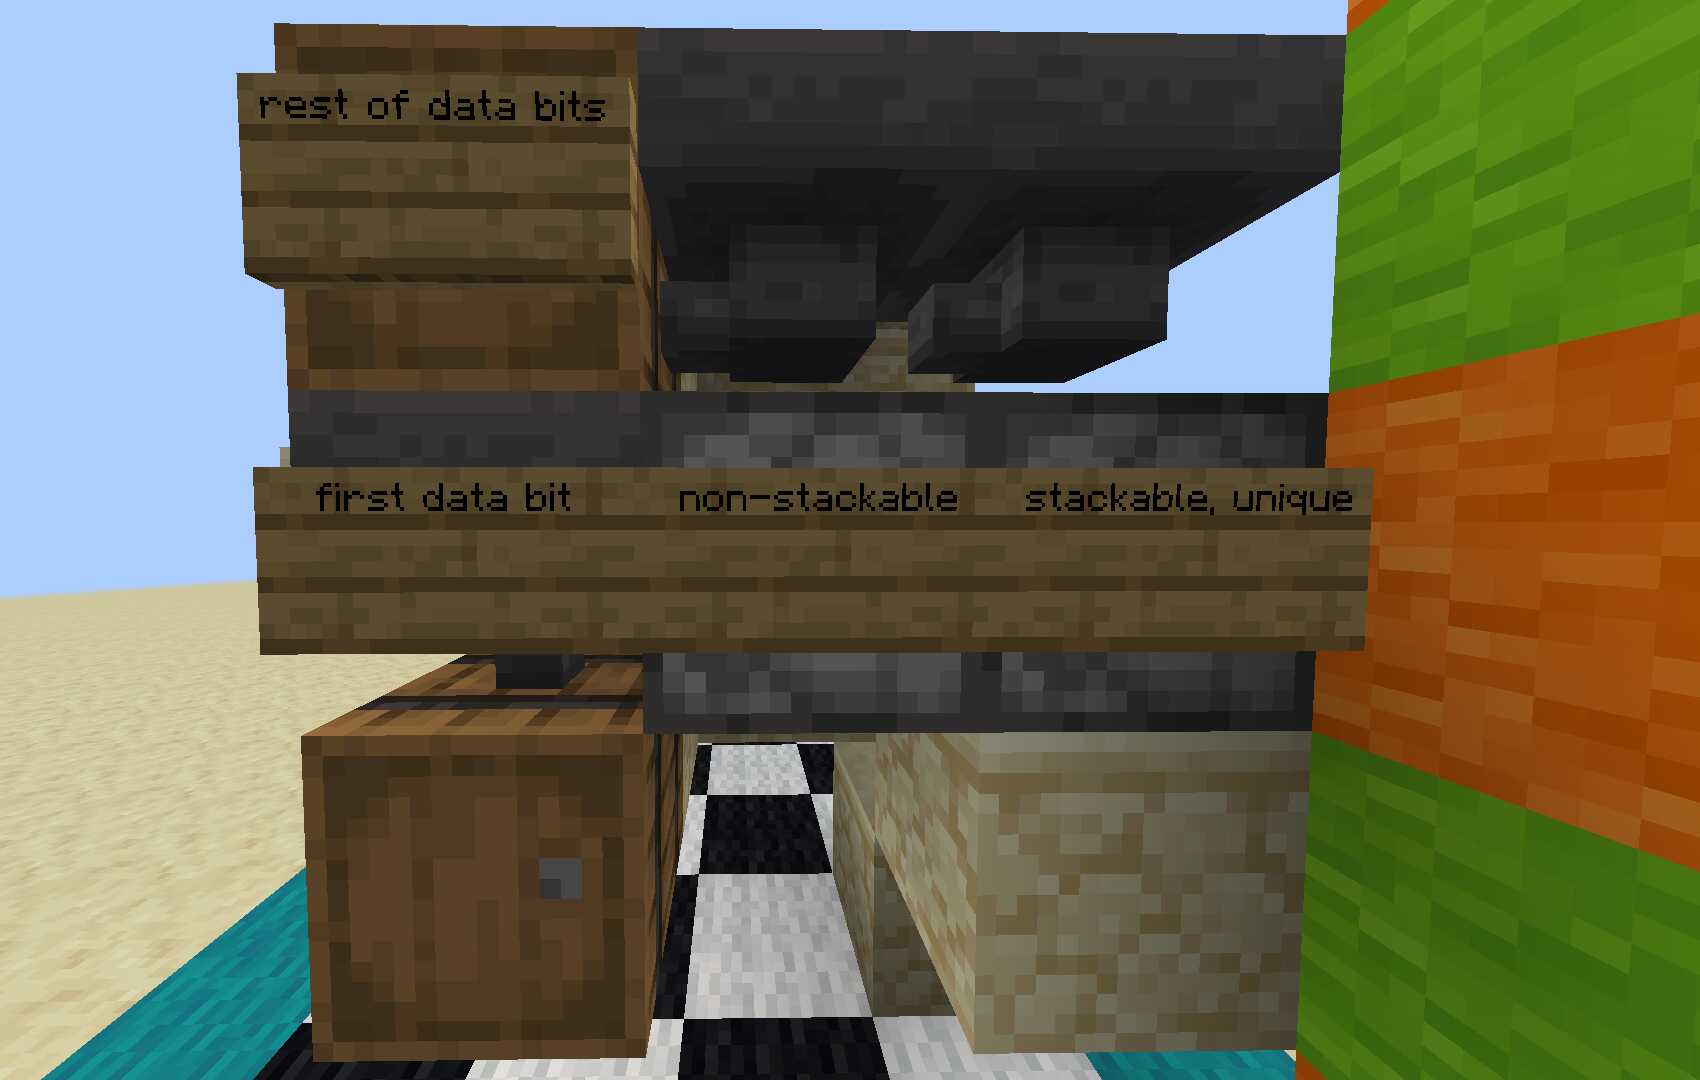 rest of data bits
first data bit
non-stackable
stackable, unique